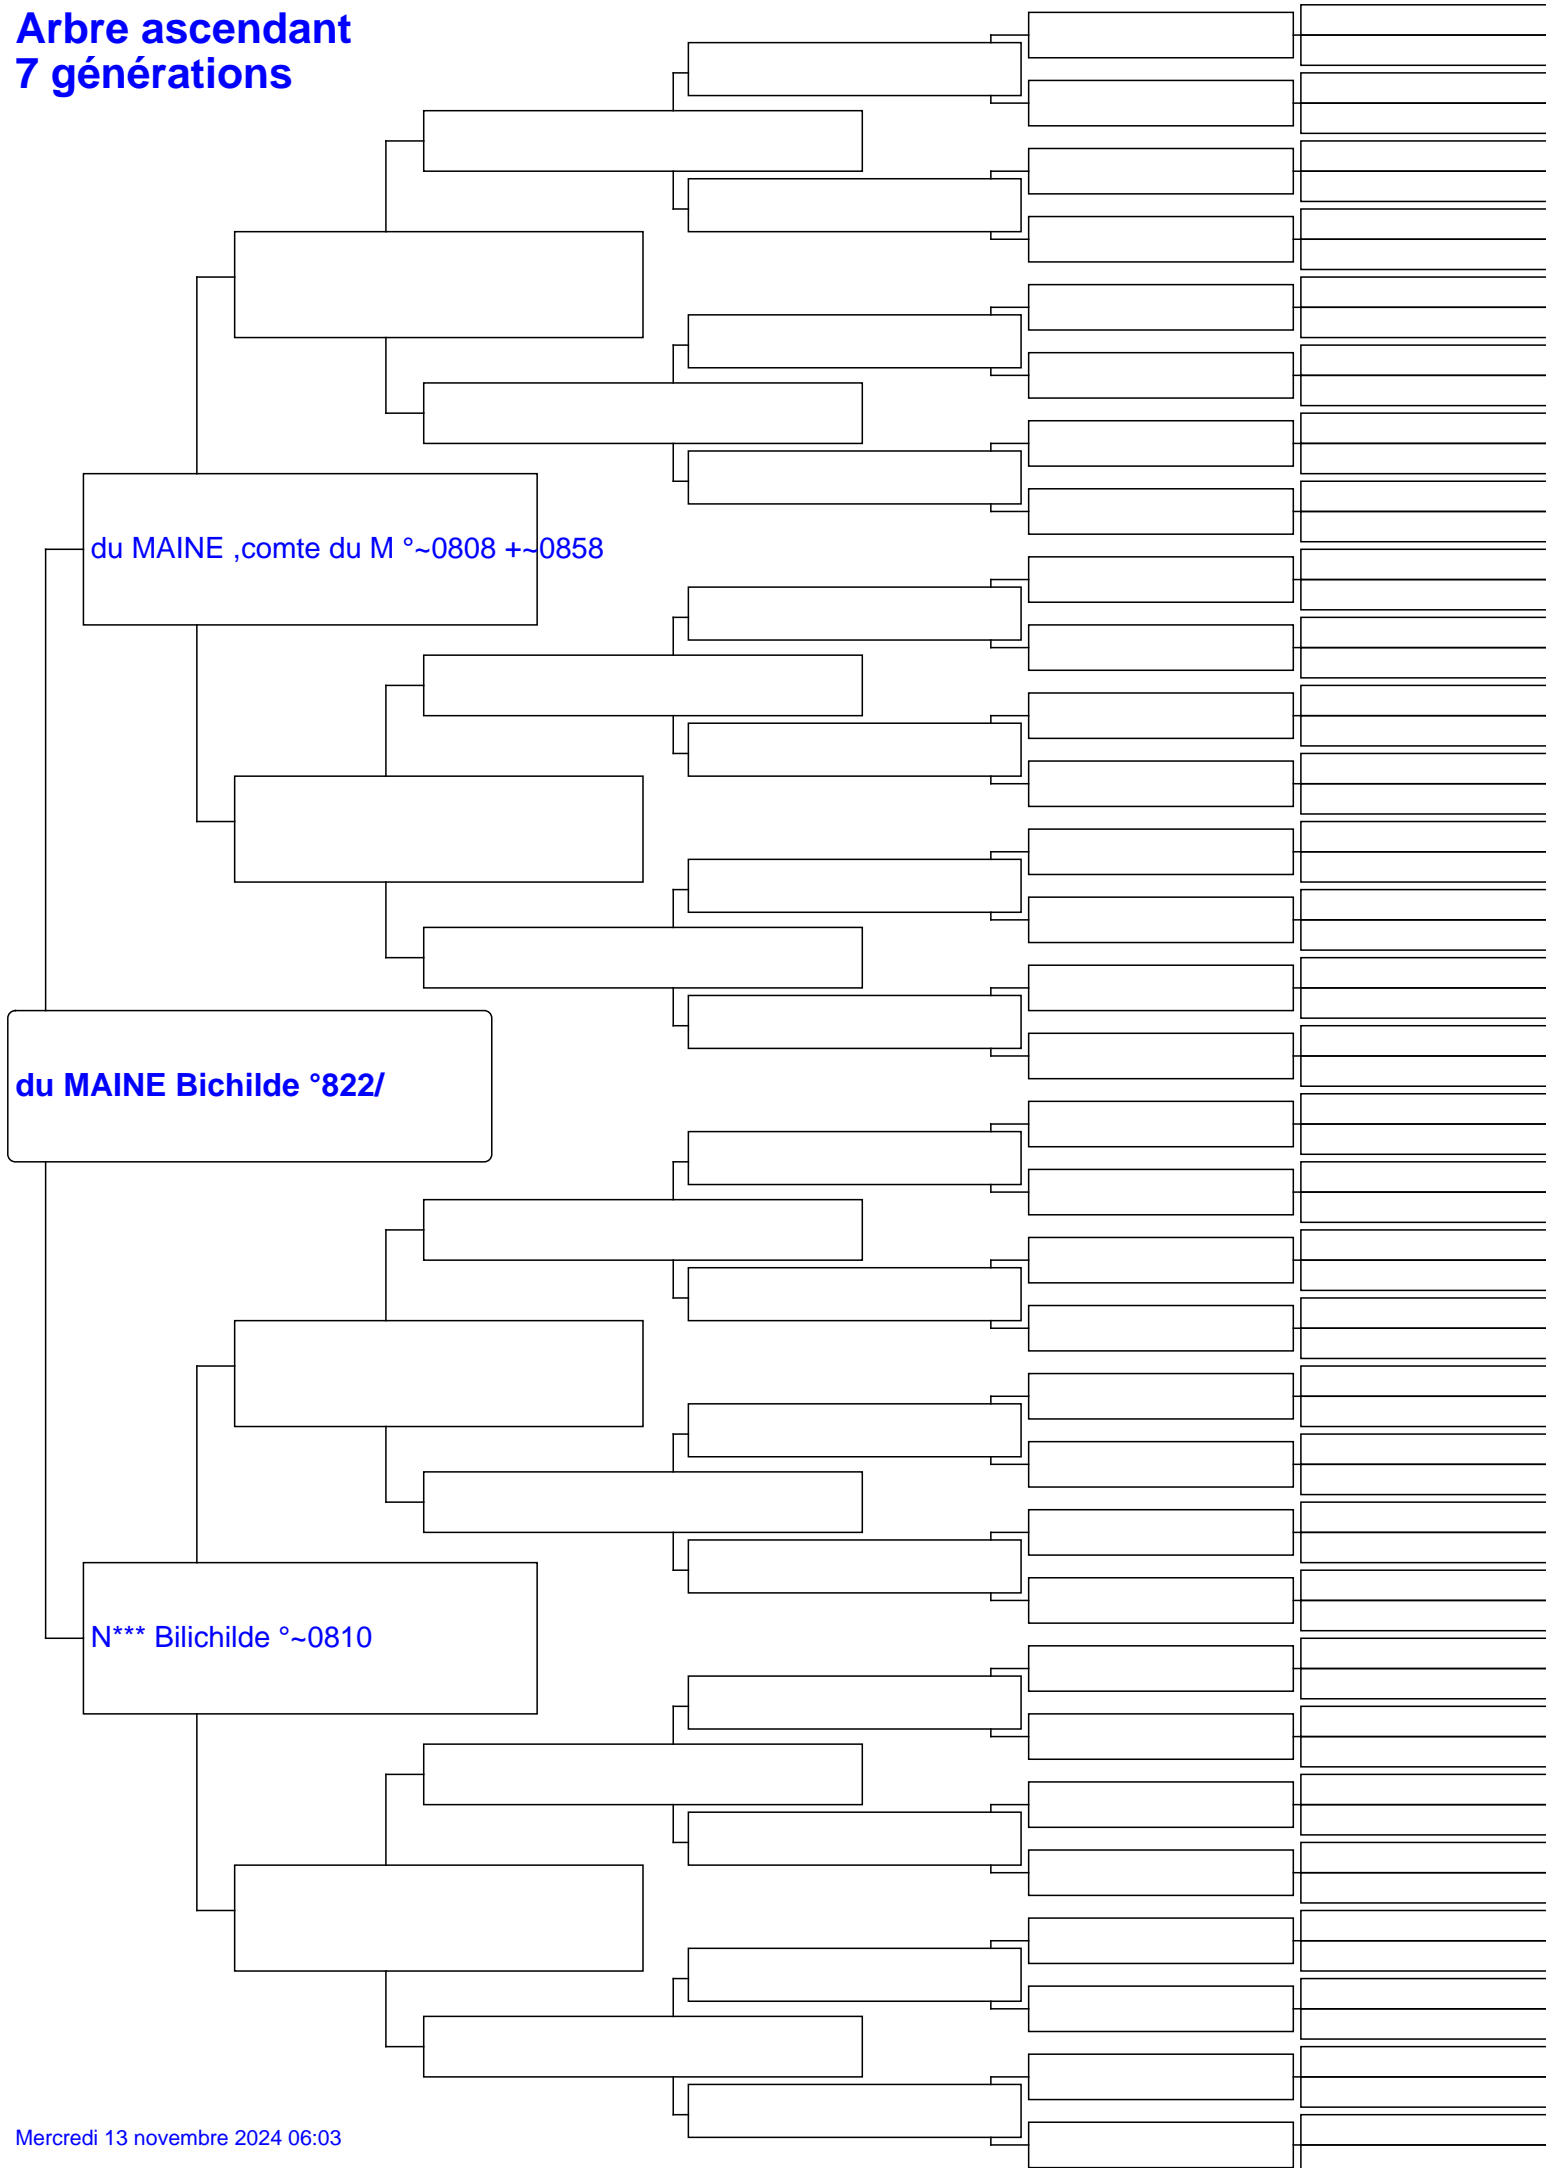 Arbre ascendant
7 générations
du MAINE ,comte du M °~0808 +~0858
du MAINE Bichilde °822/
N*** Bilichilde °~0810
Mercredi 13 novembre 2024 06:03